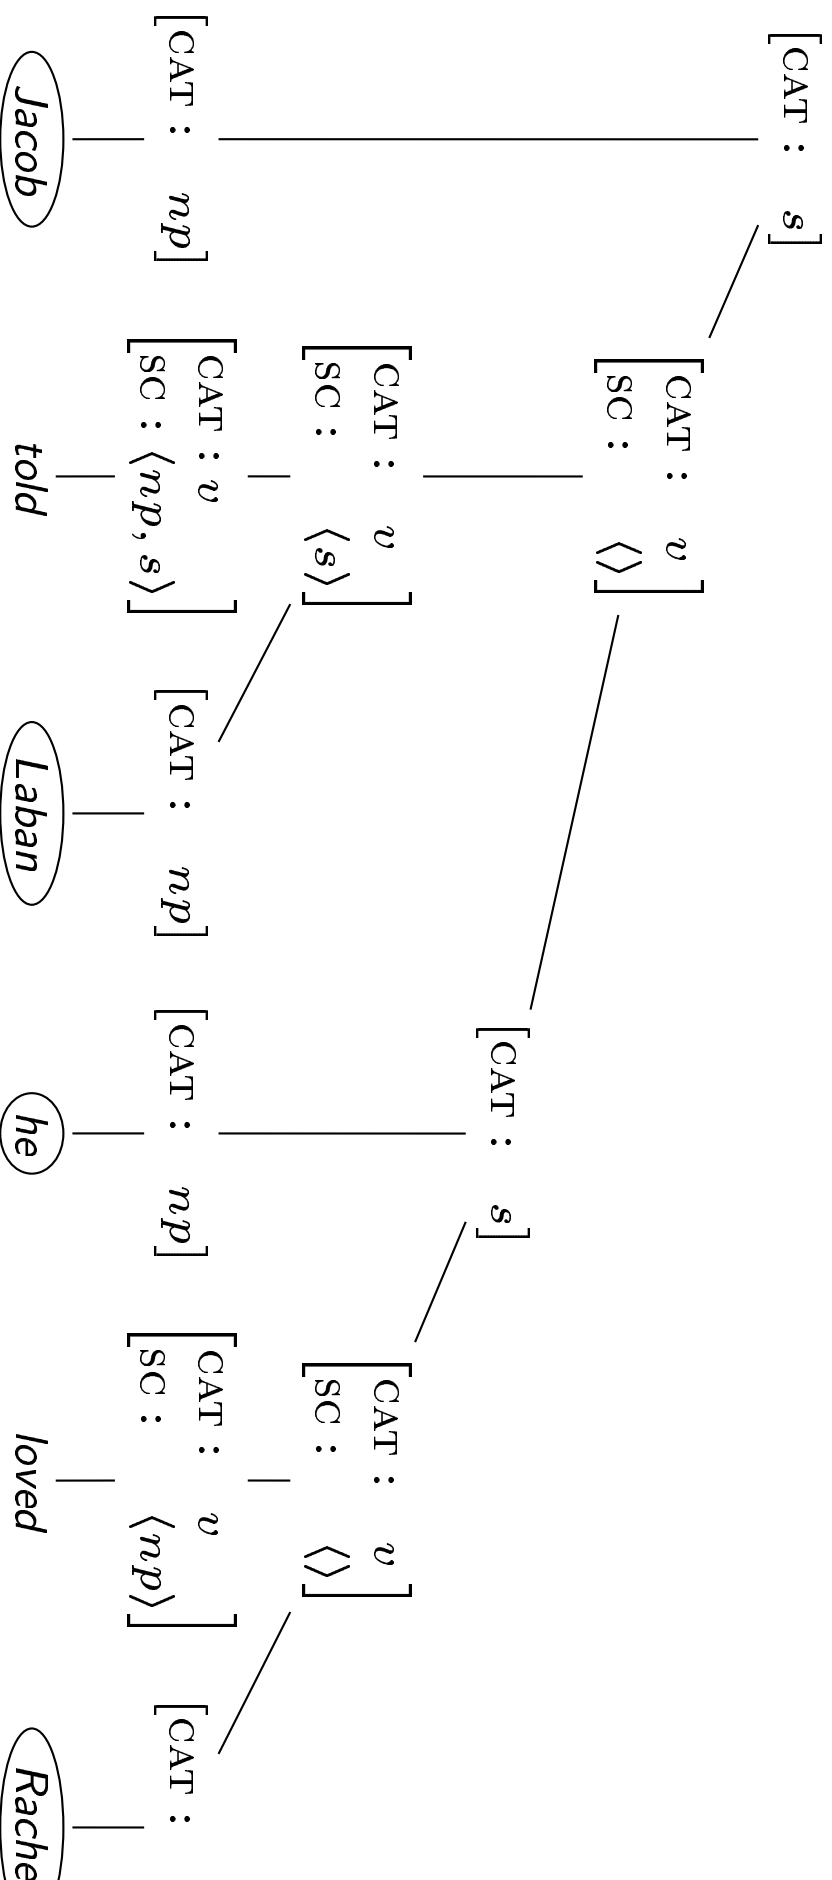 [CAT : s]
[CAT : v
SC : ⟨⟩]
[CAT : s]
[CAT : v
SC : ⟨s⟩]
[CAT : v
SC : ⟨⟩]
[CAT : np]
[CAT : v
SC : ⟨np, s⟩]
[CAT : np]
[CAT : np]
[CAT : v
SC : ⟨np⟩]
[CAT :
Jacob
told
Laban
he
loved